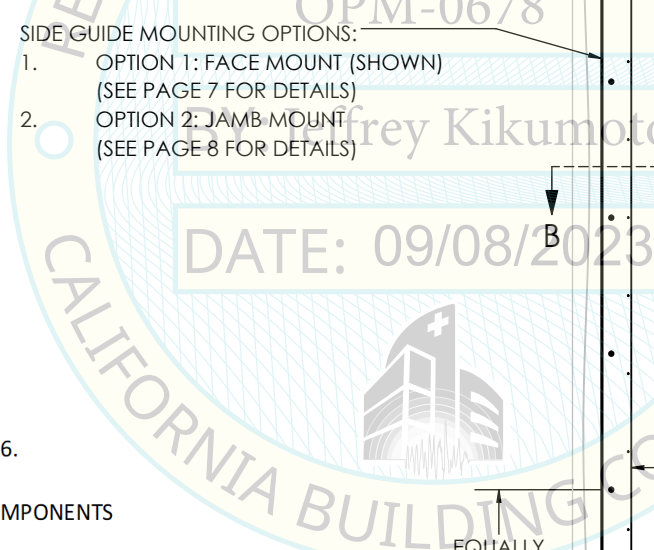 OPM-0678
SIDE GUIDE MOUNTING OPTIONS:
1. OPTION 1: FACE MOUNT (SHOWN)
(SEE PAGE 7 FOR DETAILS)
2. OPTION 2: JAMB MOUNT
(SEE PAGE 8 FOR DETAILS)
BY: Jeffrey Kikumoto
B
DATE: 09/08/2023
CALIFORNIA BUILDING CO
6.
MPONENTS
EQUALLY